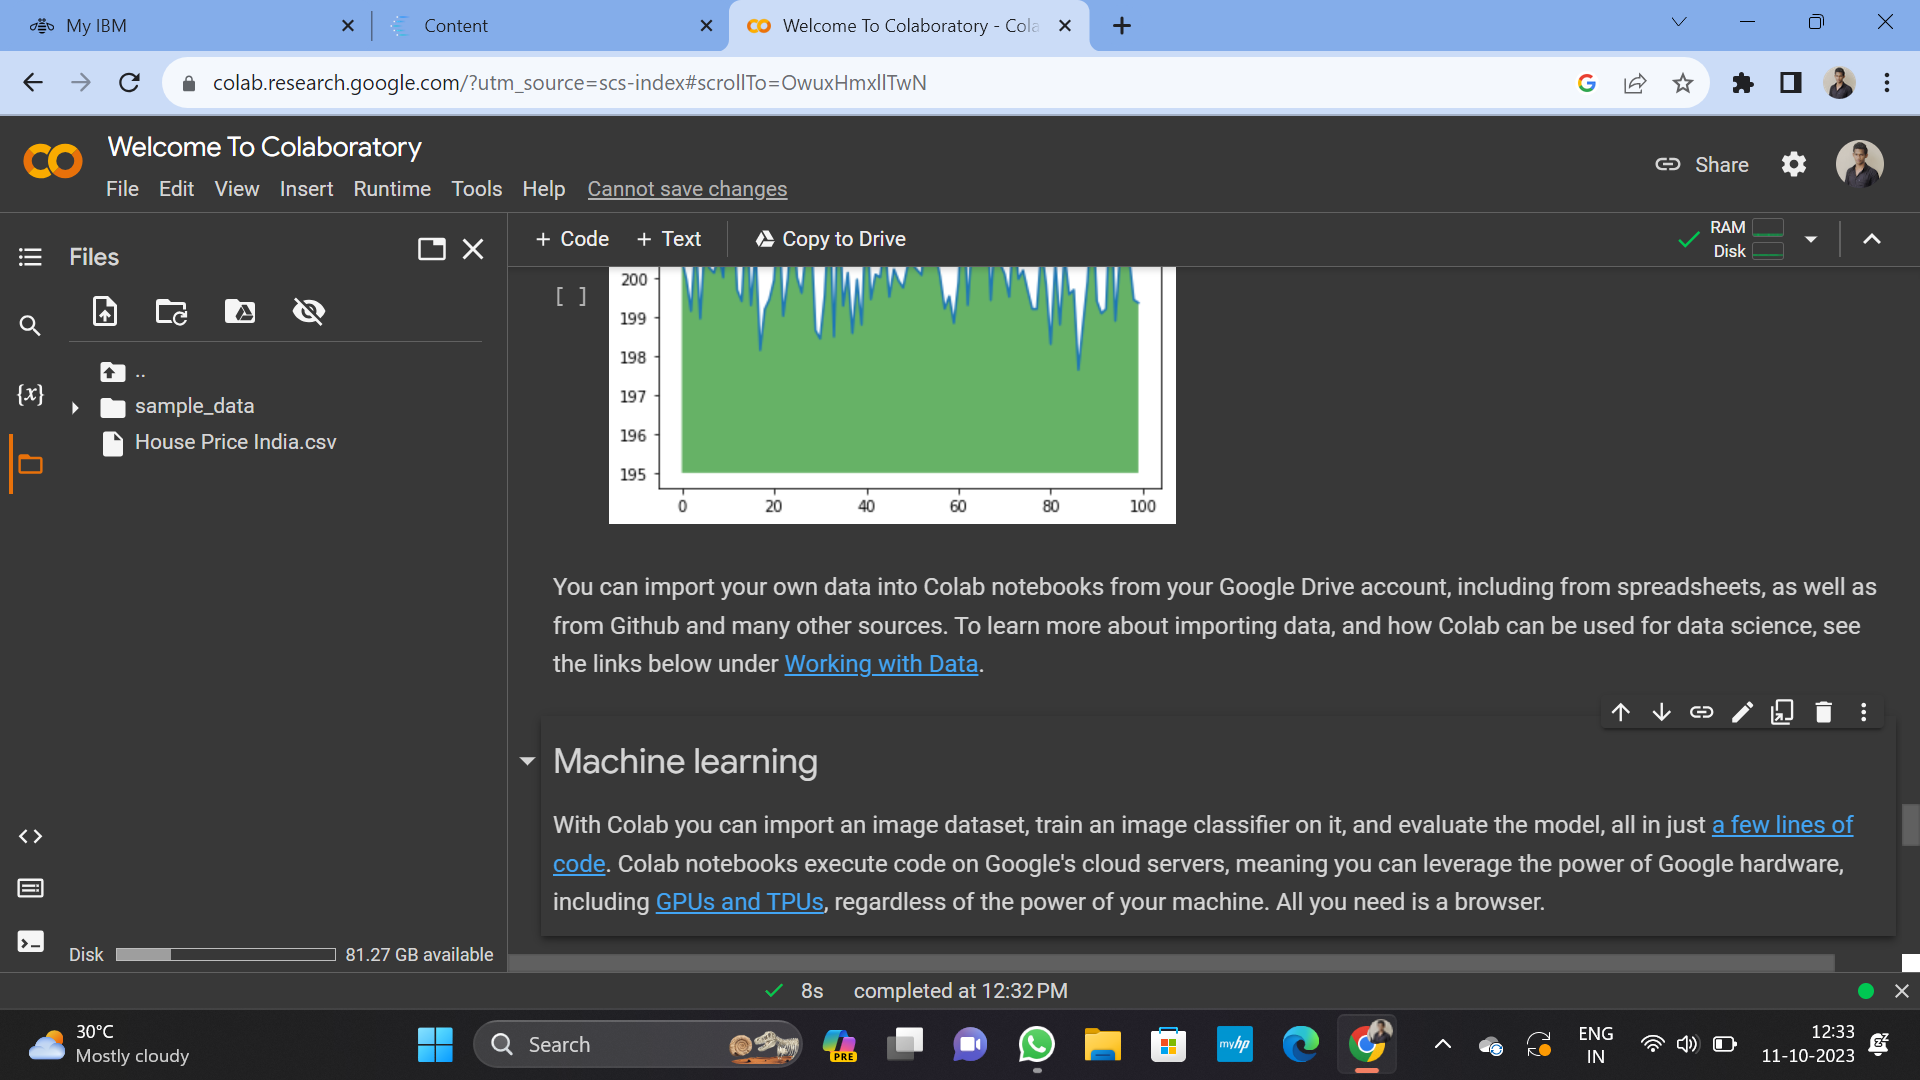 My IBM
Content
Welcome To Colaboratory - Cola
colab.research.google.com/?utm_source=scs-index#scrollTo=OwuxHmxllTwN
Welcome To Colaboratory
File Edit View Insert Runtime Tools Help Cannot save changes
Share
Files
+ Code + Text Copy to Drive
RAM
Disk
..
sample_data
House Price India.csv
{x}
[ ]
200
199
198
197
196
195
0 20 40 60 80 100
You can import your own data into Colab notebooks from your Google Drive account, including from spreadsheets, as well as
from Github and many other sources. To learn more about importing data, and how Colab can be used for data science, see
the links below under Working with Data.
Machine learning
With Colab you can import an image dataset, train an image classifier on it, and evaluate the model, all in just a few lines of
code. Colab notebooks execute code on Google's cloud servers, meaning you can leverage the power of Google hardware,
including GPUs and TPUs, regardless of the power of your machine. All you need is a browser.
Disk 81.27 GB available
8s completed at 12:32 PM
30°C
Mostly cloudy
Search
PRE
myhp
ENG
IN
12:33
11-10-2023